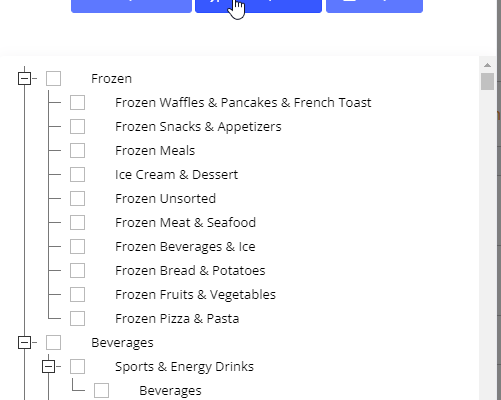 Frozen
Frozen Waffles & Pancakes & French Toast
Frozen Snacks & Appetizers
Frozen Meals
Ice Cream & Dessert
Frozen Unsorted
Frozen Meat & Seafood
Frozen Beverages & Ice
Frozen Bread & Potatoes
Frozen Fruits & Vegetables
Frozen Pizza & Pasta
Beverages
Sports & Energy Drinks
Beverages